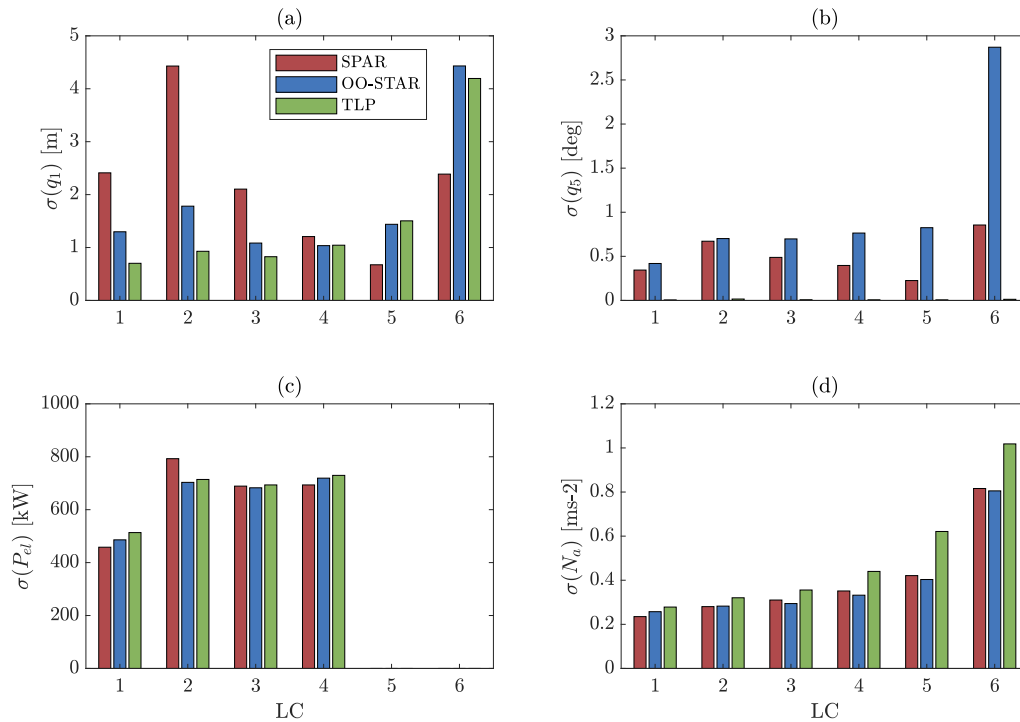 (a)
5
4
3
2
1
0
σ(q₁) [m]
SPAR
OO-STAR
TLP
1 2 3 4 5 6
(b)
3
2.5
2
1.5
1
0.5
0
σ(q₅) [deg]
1 2 3 4 5 6
(c)
1000
800
600
400
200
0
σ(Pₑₗ) [kW]
1 2 3 4 5 6
LC
(d)
1.2
1
0.8
0.6
0.4
0.2
0
σ(Nₐ) [ms-2]
1 2 3 4 5 6
LC